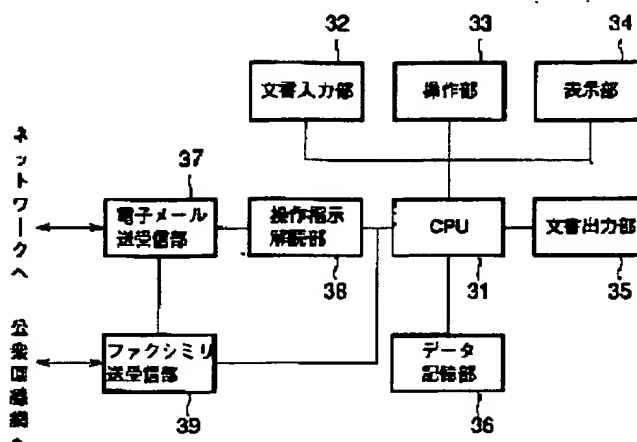 32
33
34
文書入力部
操作部
表示部
ネットワークへ
37
電子メール
送受信部
操作指示
解読部
CPU
文書出力部
38
31
35
公衆回線網へ
ファクシミリ
送受信部
データ
記憶部
39
36